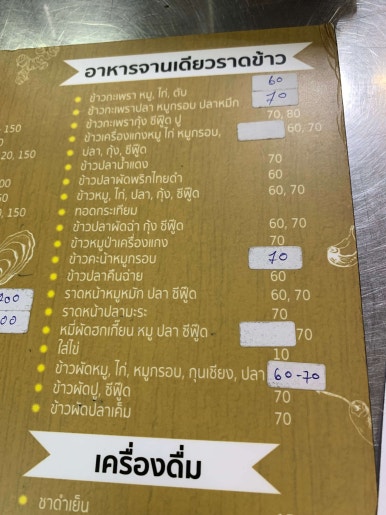 อาหารจานเดียวราดข้าว
ข้าวกะเพรา หมู, ไก่, ตับ 60
ข้าวกะเพราปลา หมูกรอบ ปลาหมึก 70
ข้าวกะเพรากุ้ง ซีฟู๊ด ปู 70, 80
ข้าวเครื่องแกงหมู ไก่ หมูกรอบ, 60, 70
ปลา, กุ้ง, ซีฟู๊ด
ข้าวปลาน้ำแดง 70
ข้าวปลาผัดพริกไทยดำ 60
ข้าวหมู, ไก่, ปลา, กุ้ง, ซีฟู๊ด 60, 70
ทอดกระเทียม
ข้าวปลาผัดฉ่า กุ้ง ซีฟู๊ด 60, 70
ข้าวหมูป่าเครื่องแกง 70
ข้าวคะน้าหมูกรอบ 70
ข้าวปลาคืนฉ่าย 60
ราดหน้าหมูหมัก ปลา ซีฟู๊ด 60, 70
ราดหน้าปลามะระ 70
หมี่ผัดฮกเกี้ยน หมู ปลา ซีฟู๊ด 70
ใส่ไข่ 10
ข้าวผัดหมู, ไก่, หมูกรอบ, กุนเชียง, ปลา 60-70
ข้าวผัดปู, ซีฟู๊ด 70
ข้าวผัดปลาเค็ม 70
เครื่องดื่ม
ชาดำเย็น
150
20, 150
50, 150